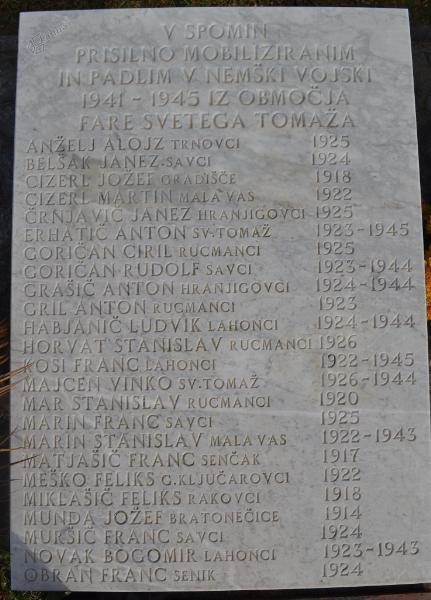 V SPOMIN
PRISILNO MOBILIZIRANIM
IN PADLIM V NEMŠKI VOJSKI
1941 - 1945 IZ OBMOČJA
FARE SVETEGA TOMAŽA
ANŽELJ ALOJZ TRNOVCI 1925
BELŠAK JANEZ SAVCI 1924
CIZERL JOŽEF GRADIŠČE 1918
CIZERL MARTIN MALA VAS 1922
ČRNJAVIČ JANEZ HRANJIGOVCI 1925
ERHATIČ ANTON SV. TOMAŽ 1923-1945
GORIČAN CIRIL RUCMANCI 1925
GORIČAN RUDOLF SAVCI 1923-1944
GRAŠIČ ANTON HRANJIGOVCI 1924-1944
GRIL ANTON RUCMANCI 1923
HABJANIČ LUDVIK LAHONCI 1924-1944
HORVAT STANISLAV RUCMANCI 1926
KOSI FRANC LAHONCI 1922-1945
MAJCEN VINKO SV. TOMAŽ 1926-1944
MAR STANISLAV RUCMANCI 1920
MARIN FRANC SAVCI 1925
MARIN STANISLAV MALA VAS 1922-1943
MATJAŠIČ FRANC SENČAK 1917
MEŠKO FELIKS G. KLJUČAROVCI 1922
MIKLAŠIČ FELIKS RAKOVCI 1918
MUNDA JOŽEF BRATONEČICE 1914
MURŠIČ FRANC SAVCI 1924
NOVAK BOGOMIR LAHONCI 1923-1943
OBRAN FRANC SENIK 1924